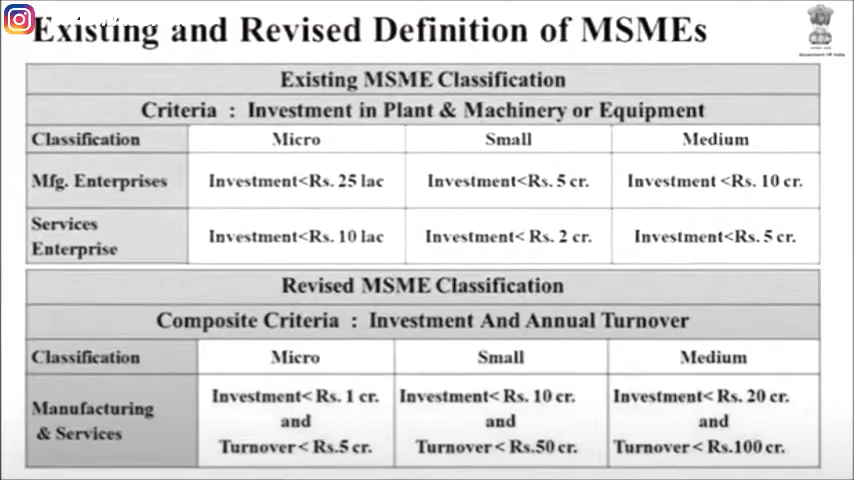 Existing and Revised Definition of MSMEs
Existing MSME Classification
Criteria : Investment in Plant & Machinery or Equipment
Classification Micro Small Medium
Mfg. Enterprises Investment<Rs. 25 lac Investment<Rs. 5 cr. Investment <Rs. 10 cr.
Services
Enterprise Investment<Rs. 10 lac Investment< Rs. 2 cr. Investment<Rs. 5 cr.
Revised MSME Classification
Composite Criteria : Investment And Annual Turnover
Classification Micro Small Medium
Manufacturing
& Services
Investment< Rs. 1 cr.
and
Turnover< Rs.5 cr.
Investment< Rs. 10 cr.
and
Turnover< Rs.50 cr.
Investment< Rs. 20 cr.
and
Turnover< Rs.100 cr.